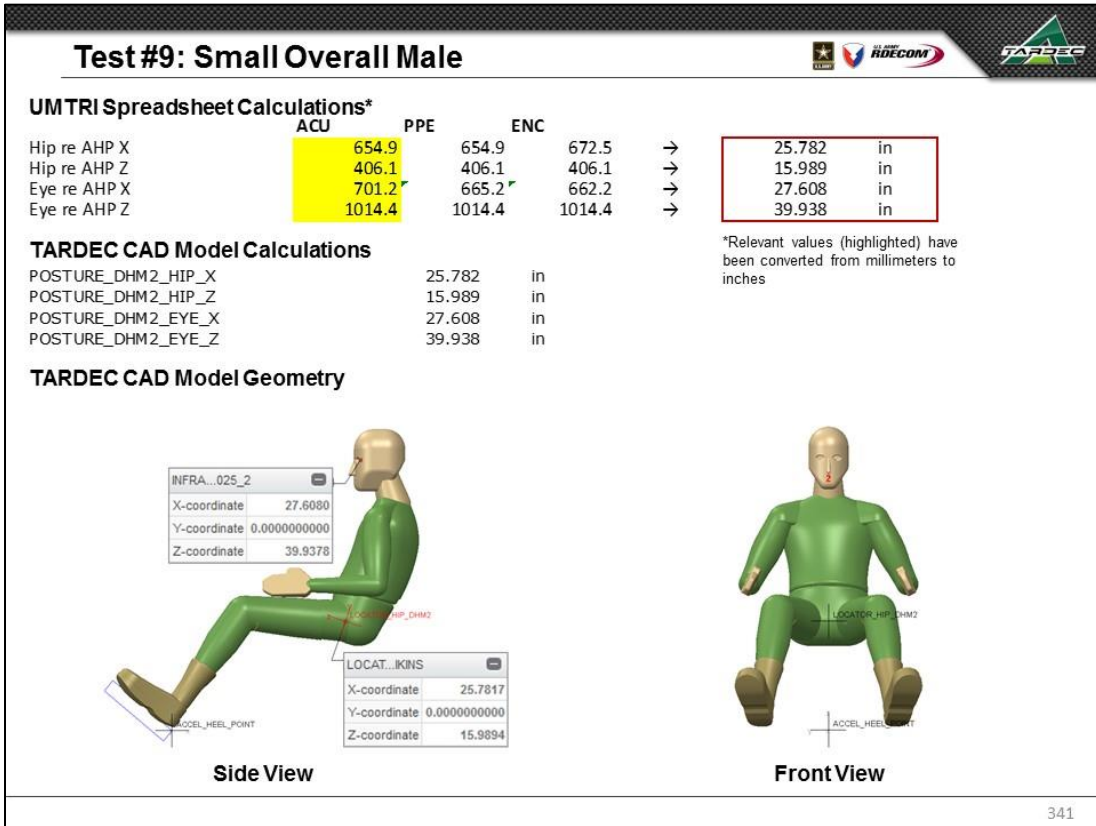 Test #9: Small Overall Male
U.S. ARMY
U.S. ARMY
RDECOM
TARDEC
UMTRI Spreadsheet Calculations*
ACU PPE ENC
Hip re AHP X 654.9 654.9 672.5 → 25.782 in
Hip re AHP Z 406.1 406.1 406.1 → 15.989 in
Eye re AHP X 701.2 665.2 662.2 → 27.608 in
Eye re AHP Z 1014.4 1014.4 1014.4 → 39.938 in
*Relevant values (highlighted) have
been converted from millimeters to
inches
TARDEC CAD Model Calculations
POSTURE_DHM2_HIP_X 25.782 in
POSTURE_DHM2_HIP_Z 15.989 in
POSTURE_DHM2_EYE_X 27.608 in
POSTURE_DHM2_EYE_Z 39.938 in
TARDEC CAD Model Geometry
INFRA...025_2
X-coordinate 27.6080
Y-coordinate 0.0000000000
Z-coordinate 39.9378
2
LOCATOR_HIP_DHM2
LOCATOR_HIP_DHM2
LOCAT...IKINS
X-coordinate 25.7817
Y-coordinate 0.0000000000
Z-coordinate 15.9894
ACCEL_HEEL_POINT
ACCEL_HEEL_POINT
Side View
Front View
341